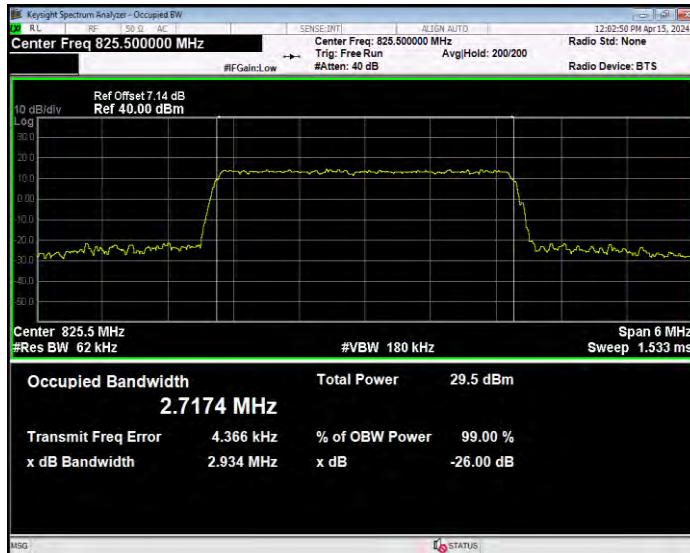 Keysight Spectrum Analyzer - Occupied BW
RL RF 50 Ω AC SENSE:INT ALIGN AUTO 12:02:50 PM Apr 15, 2024
Center Freq 825.500000 MHz
Center Freq: 825.500000 MHz
Radio Std: None
Trig: Free Run
Avg|Hold: 200/200
#IFGain:Low
#Atten: 40 dB
Radio Device: BTS
Ref Offset 7.14 dB
10 dB/div
Ref 40.00 dBm
Log
30.0
20.0
10.0
0.00
-10.0
-20.0
-30.0
-40.0
-50.0
Center 825.5 MHz
Span 6 MHz
#Res BW 62 kHz
#VBW 180 kHz
Sweep 1.533 ms
Occupied Bandwidth
2.7174 MHz
Total Power 29.5 dBm
Transmit Freq Error 4.366 kHz
% of OBW Power 99.00 %
x dB Bandwidth 2.934 MHz
x dB -26.00 dB
MSG
STATUS